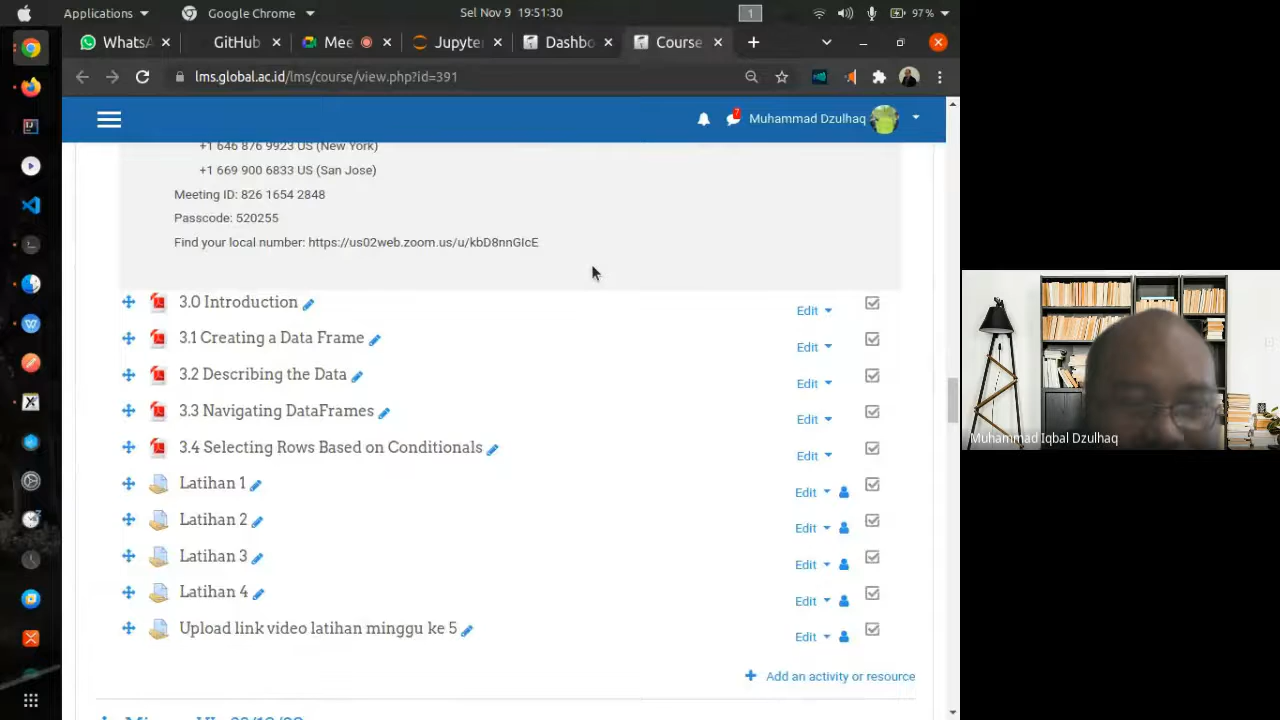 Applications
Google Chrome
Sel Nov 9 19:51:30
1
97%
WhatsA
GitHub
Mee
Jupyte
Dashbo
Course
lms.global.ac.id/lms/course/view.php?id=391
7
Muhammad Dzulhaq
+1 646 876 9923 US (New York)
+1 669 900 6833 US (San Jose)
Meeting ID: 826 1654 2848
Passcode: 520255
Find your local number: https://us02web.zoom.us/u/kbD8nnGIcE
3.0 Introduction
Edit
3.1 Creating a Data Frame
Edit
3.2 Describing the Data
Edit
3.3 Navigating DataFrames
Edit
3.4 Selecting Rows Based on Conditionals
Edit
Latihan 1
Edit
Latihan 2
Edit
Latihan 3
Edit
Latihan 4
Edit
Upload link video latihan minggu ke 5
Edit
Add an activity or resource
Muhammad Iqbal Dzulhaq